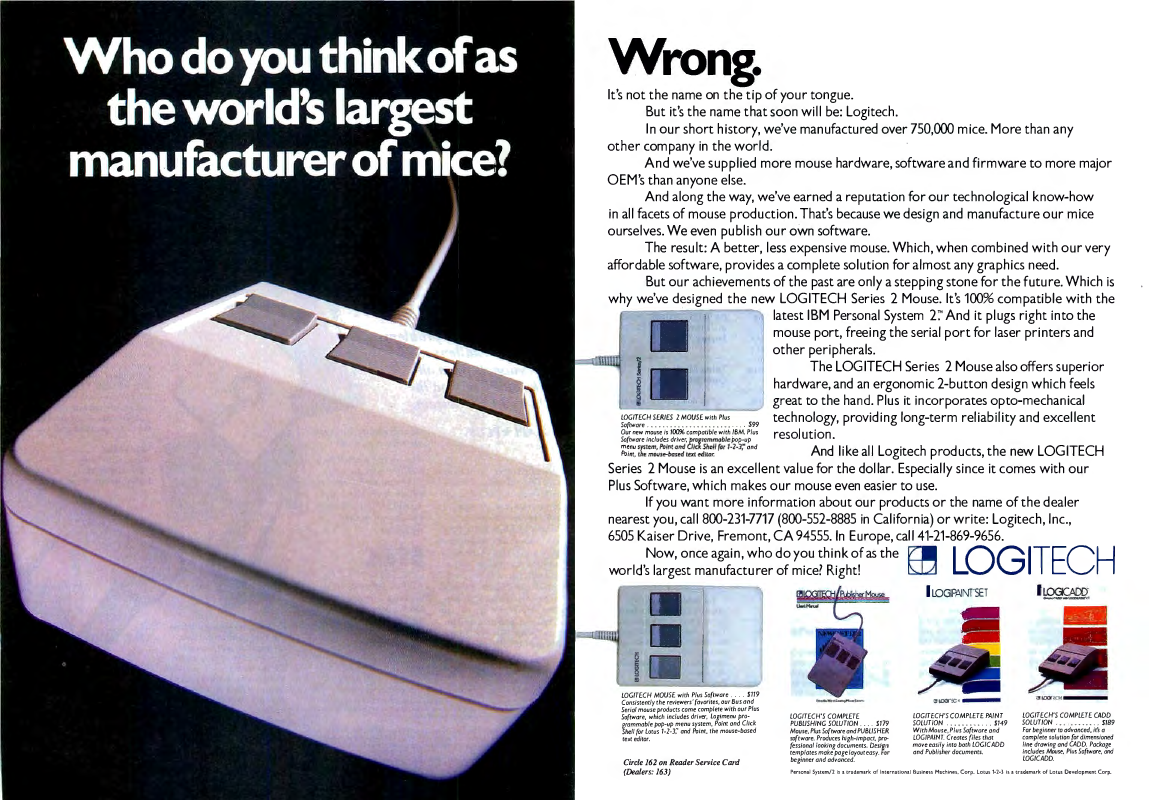 Who do you think of as
the world's largest
manufacturer of mice?
Wrong.
It's not the name on the tip of your tongue.
But it's the name that soon will be: Logitech.
In our short history, we've manufactured over 750,000 mice. More than any
other company in the world.
And we've supplied more mouse hardware, software and firmware to more major
OEM's than anyone else.
And along the way, we've earned a reputation for our technological know-how
in all facets of mouse production. That's because we design and manufacture our mice
ourselves. We even publish our own software.
The result: A better, less expensive mouse. Which, when combined with our very
affordable software, provides a complete solution for almost any graphics need.
But our achievements of the past are only a stepping stone for the future. Which is
why we've designed the new LOGITECH Series 2 Mouse. It's 100% compatible with the
latest IBM Personal System 2.™ And it plugs right into the
mouse port, freeing the serial port for laser printers and
other peripherals.
The LOGITECH Series 2 Mouse also offers superior
hardware, and an ergonomic 2-button design which feels
great to the hand. Plus it incorporates opto-mechanical
technology, providing long-term reliability and excellent
resolution.
And like all Logitech products, the new LOGITECH
Series 2 Mouse is an excellent value for the dollar. Especially since it comes with our
Plus Software, which makes our mouse even easier to use.
If you want more information about our products or the name of the dealer
nearest you, call 800-231-7717 (800-552-8885 in California) or write: Logitech, Inc.,
6505 Kaiser Drive, Fremont, CA 94555. In Europe, call 41-21-869-9656.
Now, once again, who do you think of as the
world's largest manufacturer of mice? Right!
LOGITECH
LOGITECH Series/2
LOGITECH SERIES 2 MOUSE with Plus
Software . . . . . . . . . . . . . . . . . . . . . . . . . . $99
Our new mouse is 100% compatible with IBM. Plus
Software includes driver, programmable pop-up
menu system, Point and Click Shell for 1-2-3,™ and
Point, the mouse-based text editor.
LOGITECH
LOGITECH MOUSE with Plus Software . . . . $119
Consistently the reviewers' favorites, our Bus and
Serial mouse products come complete with our Plus
Software, which includes driver, Logimenu pro-
grammable pop-up menu system, Point and Click
Shell for Lotus 1-2-3,™ and Point, the mouse-based
text editor.
Circle 162 on Reader Service Card
(Dealers: 163)
LOGITECH Publisher Mouse
User's Manual
LOGITECH'S COMPLETE
PUBLISHING SOLUTION . . . . $179
Mouse, Plus Software and PUBLISHER
software. Produces high-impact, pro-
fessional looking documents. Design
templates make page layout easy. For
beginner and advanced.
LOGIPAINT SET
LOGITECH
LOGITECH'S COMPLETE PAINT
SOLUTION . . . . . . . . . . . . $149
With Mouse, Plus Software and
LOGIPAINT. Creates files that
move easily into both LOGICADD
and Publisher documents.
LOGICADD
LOGITECH
LOGITECH'S COMPLETE CADD
SOLUTION . . . . . . . . . . . $189
For beginner to advanced, it's a
complete solution for dimensioned
line drawing and CADD. Package
includes Mouse, Plus Software, and
LOGICADD.
Personal System/2 is a trademark of International Business Machines, Corp. Lotus 1-2-3 is a trademark of Lotus Development Corp.